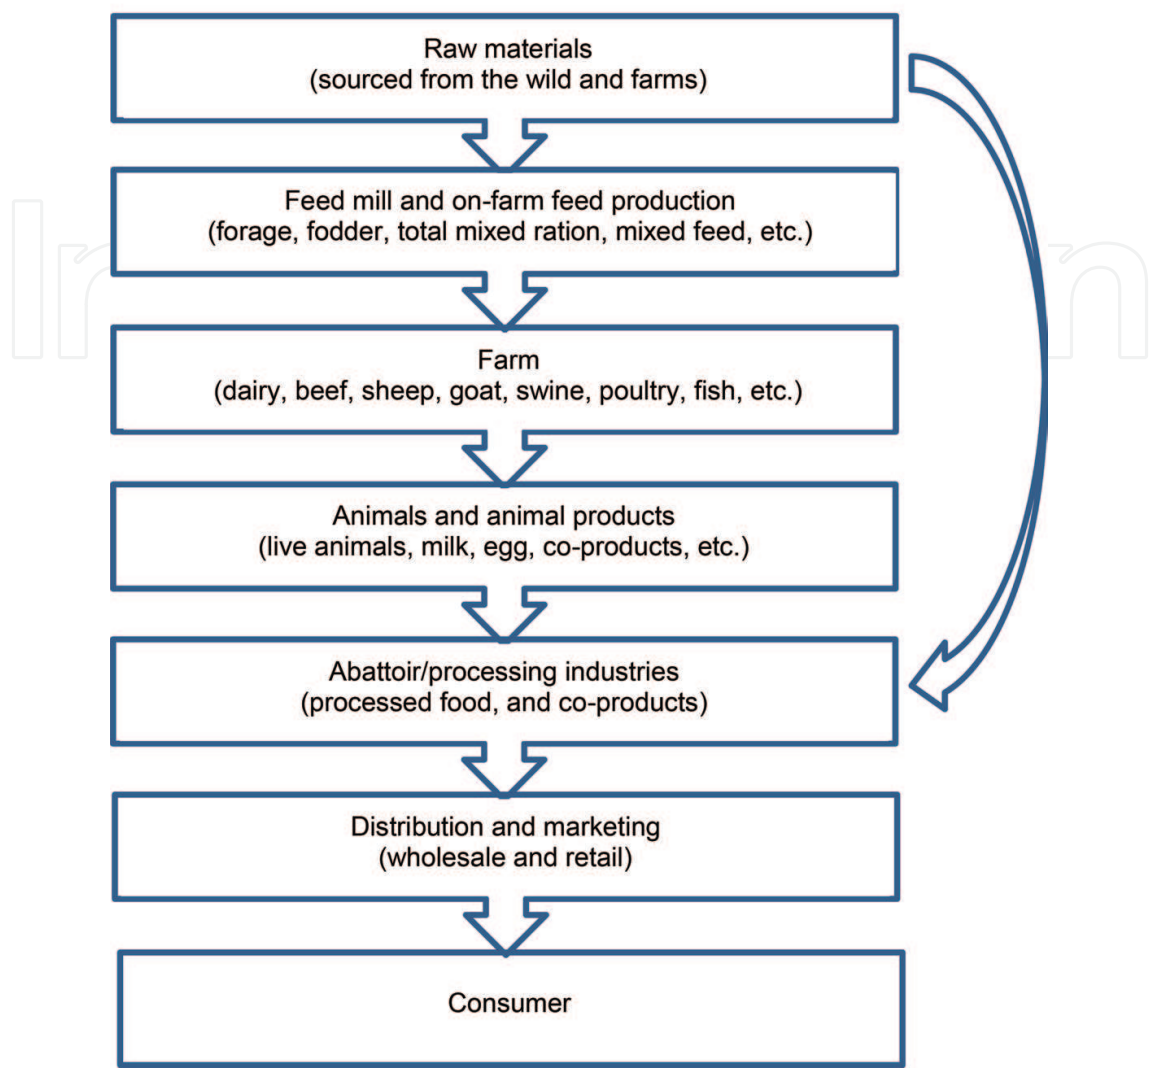 Raw materials
(sourced from the wild and farms)
Feed mill and on-farm feed production
(forage, fodder, total mixed ration, mixed feed, etc.)
Farm
(dairy, beef, sheep, goat, swine, poultry, fish, etc.)
Animals and animal products
(live animals, milk, egg, co-products, etc.)
Abattoir/processing industries
(processed food, and co-products)
Distribution and marketing
(wholesale and retail)
Consumer